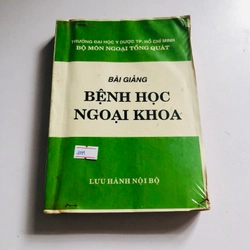 TRƯỜNG ĐẠI HỌC Y DƯỢC TP. HỒ CHÍ MINH
BỘ MÔN NGOẠI TỔNG QUÁT
BÀI GIẢNG
BỆNH HỌC
NGOẠI KHOA
LƯU HÀNH NỘI BỘ